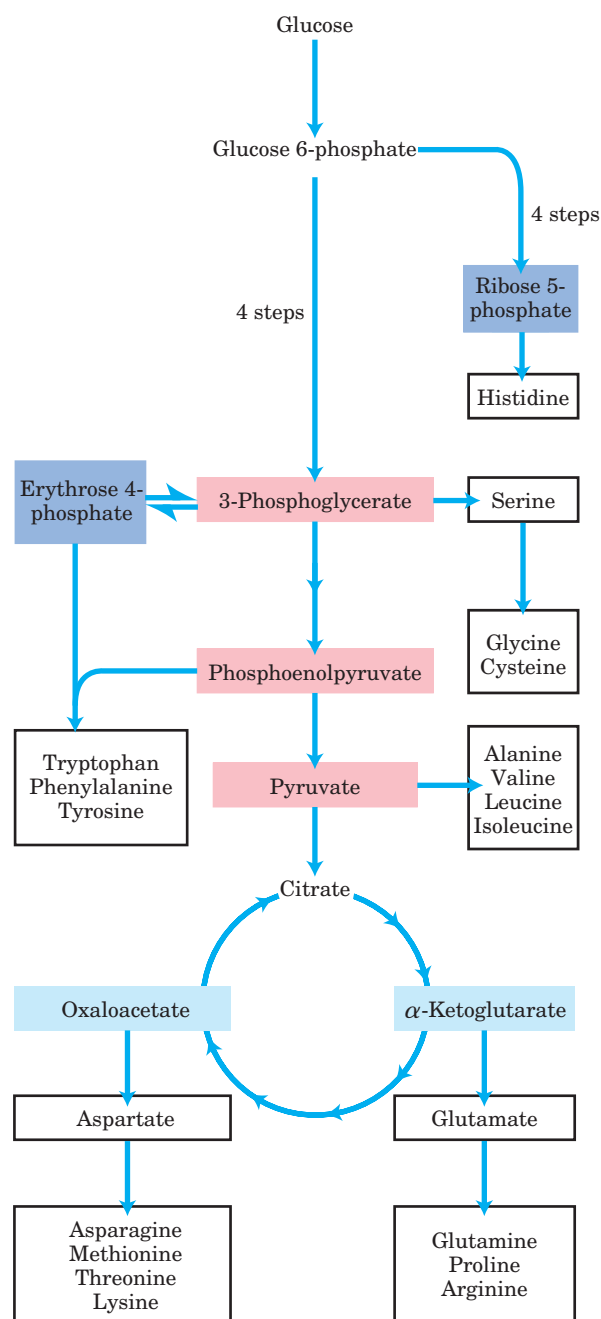 Glucose
Glucose 6-phosphate
4 steps
Ribose 5-
phosphate
4 steps
Histidine
Erythrose 4-
phosphate
3-Phosphoglycerate
Serine
Glycine
Cysteine
Phosphoenolpyruvate
Tryptophan
Phenylalanine
Tyrosine
Pyruvate
Alanine
Valine
Leucine
Isoleucine
Citrate
Oxaloacetate
α-Ketoglutarate
Aspartate
Glutamate
Asparagine
Methionine
Threonine
Lysine
Glutamine
Proline
Arginine